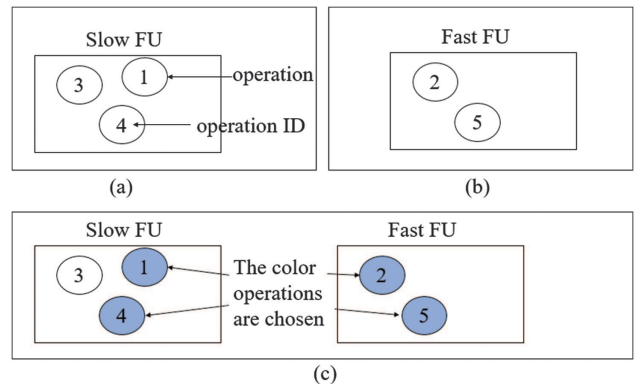 Slow FU
3
1
operation
4
operation ID
(a)
Fast FU
2
5
(b)
Slow FU
Fast FU
3
1
4
The color
operations
are chosen
2
5
(c)